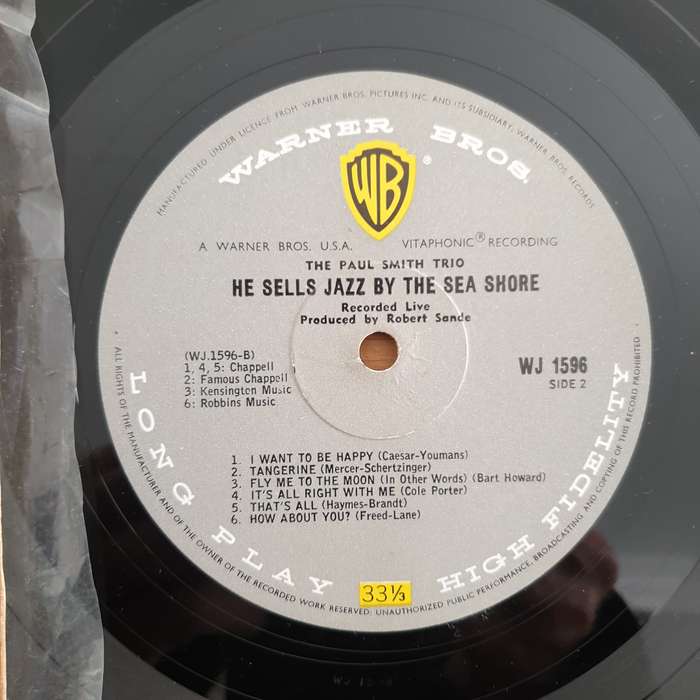 MANUFACTURED UNDER LICENCE FROM WARNER BROS. PICTURES INC. AND ITS SUBSIDIARY, WARNER BROS. RECORDS
WARNER BROS.
WB ®
A WARNER BROS. U.S.A. VITAPHONIC® RECORDING
THE PAUL SMITH TRIO
HE SELLS JAZZ BY THE SEA SHORE
Recorded Live
Produced by Robert Sande
(WJ.1596-B)
1, 4, 5: Chappell
2: Famous Chappell
3: Kensington Music
6: Robbins Music
WJ 1596
SIDE 2
1. I WANT TO BE HAPPY (Caesar-Youmans)
2. TANGERINE (Mercer-Schertzinger)
3. FLY ME TO THE MOON (In Other Words) (Bart Howard)
4. IT'S ALL RIGHT WITH ME (Cole Porter)
5. THAT'S ALL (Haymes-Brandt)
6. HOW ABOUT YOU? (Freed-Lane)
LONG PLAY
33⅓
HIGH FIDELITY
ALL RIGHTS OF THE MANUFACTURER AND OF THE OWNER OF THE RECORDED WORK RESERVED: UNAUTHORIZED PUBLIC PERFORMANCE, BROADCASTING AND COPYING OF THIS RECORD PROHIBITED